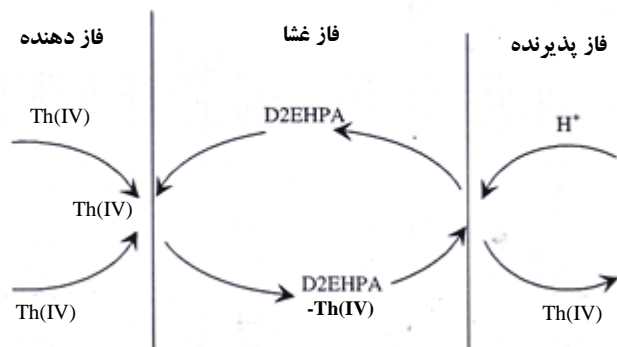 فاز دهنده
فاز غشا
فاز پذیرنده
Th(IV)
D2EHPA
H⁺
Th(IV)
D2EHPA
-Th(IV)
Th(IV)
Th(IV)